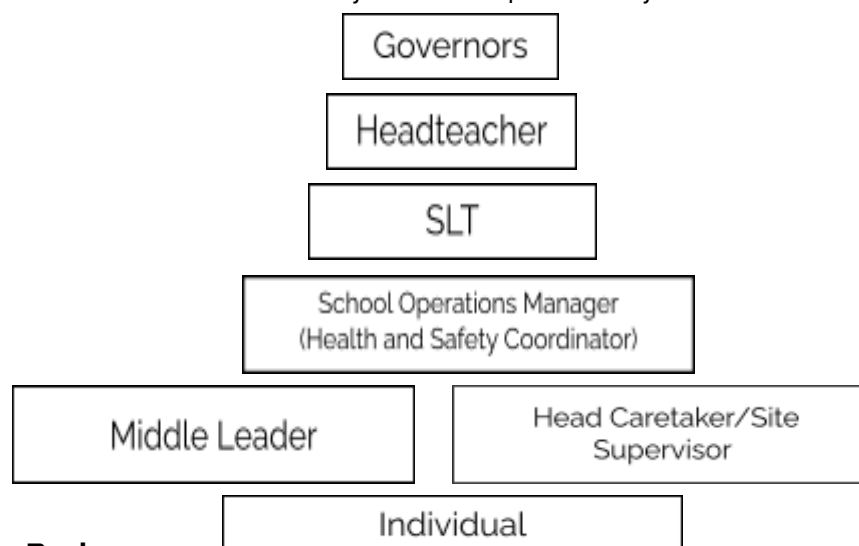 Governors
Headteacher
SLT
School Operations Manager
(Health and Safety Coordinator)
Middle Leader
Head Caretaker/Site
Supervisor
Individual